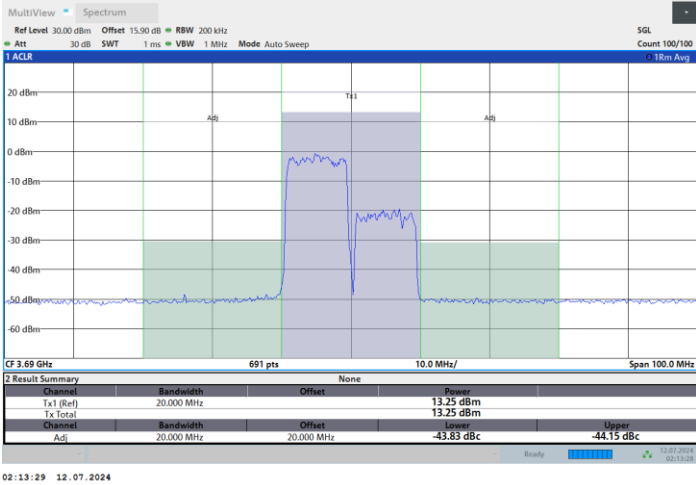 MultiView Spectrum
Ref Level 30.00 dBm Offset 15.90 dB RBW 200 kHz SGL
Att 30 dB SWT 1 ms VBW 1 MHz Mode Auto Sweep Count 100/100
1 ACLR 1Rm Avg
20 dBm
Tx1
10 dBm
Adj Adj
0 dBm
-10 dBm
-20 dBm
-30 dBm
-40 dBm
-50 dBm
-60 dBm
CF 3.69 GHz 691 pts 10.0 MHz/ Span 100.0 MHz
2 Result Summary None
Channel Bandwidth Offset Power
Tx1 (Ref) 20.000 MHz 13.25 dBm
Tx Total 13.25 dBm
Channel Bandwidth Offset Lower Upper
Adj 20.000 MHz 20.000 MHz -43.83 dBc -44.15 dBc
Ready 12.07.2024
02:13:28
02:13:29 12.07.2024